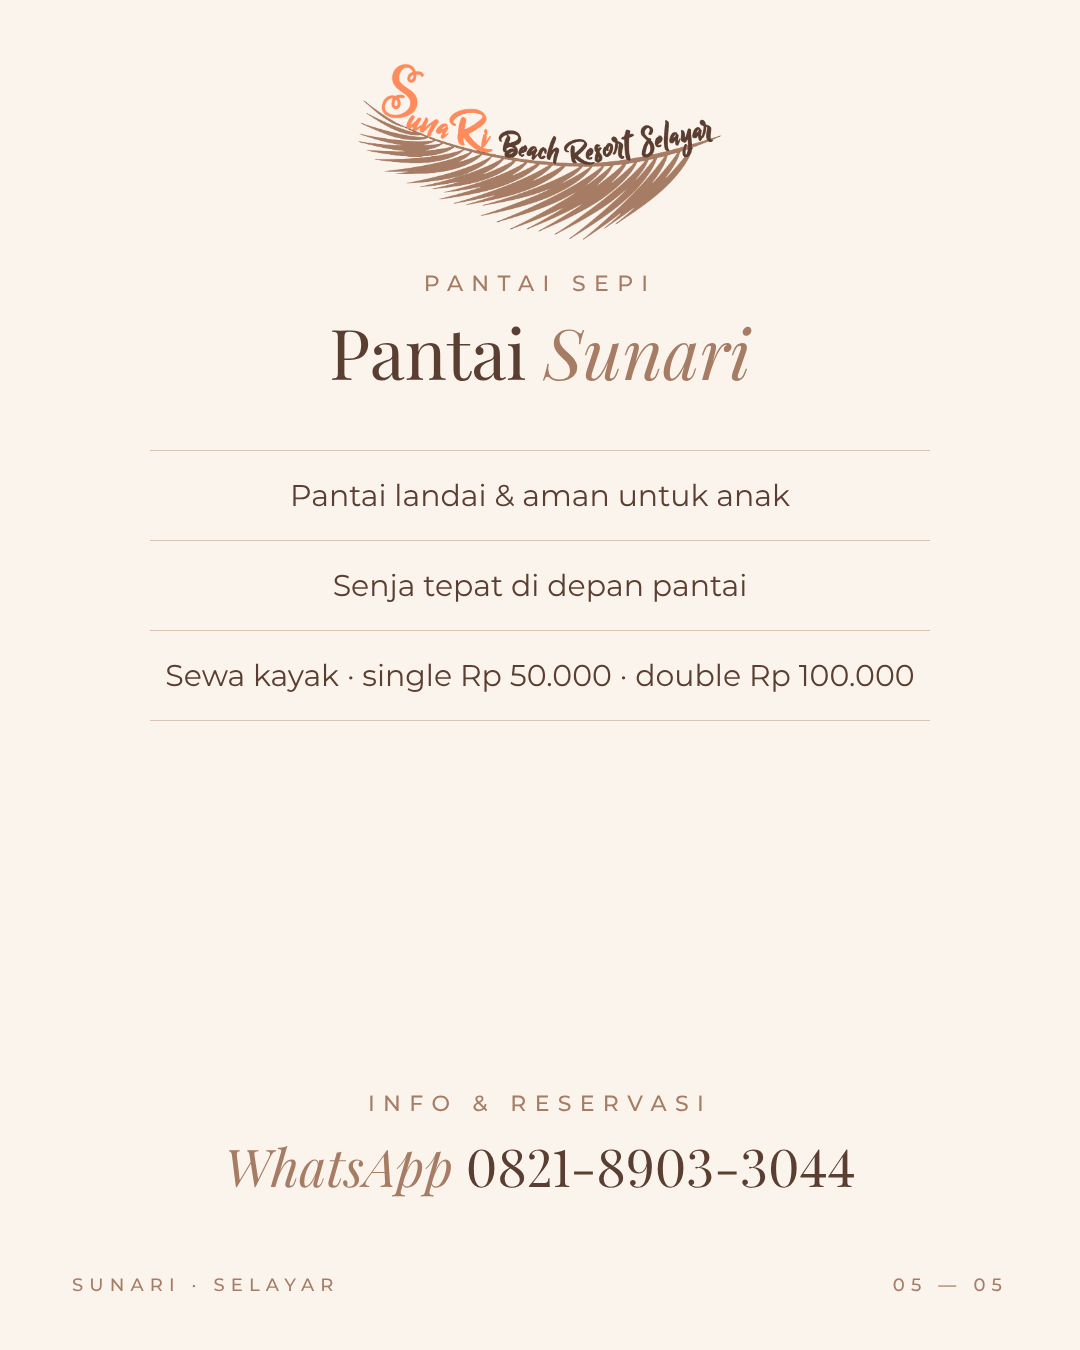 SunaRi Beach Resort Selayar
PANTAI SEPI
Pantai Sunari
Pantai landai & aman untuk anak
Senja tepat di depan pantai
Sewa kayak · single Rp 50.000 · double Rp 100.000
INFO & RESERVASI
WhatsApp 0821-8903-3044
SUNARI · SELAYAR
05 — 05